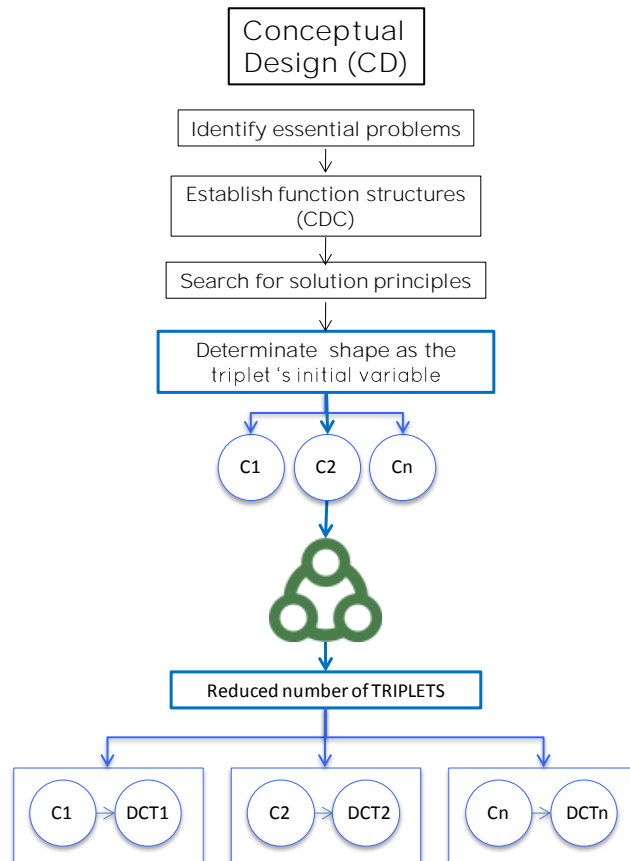 Conceptual
Design (CD)
Identify essential problems
Establish function structures
(CDC)
Search for solution principles
Determinate shape as the
triplet‘s initial variable
C1
C2
Cn
Reduced number of TRIPLETS
C1
DCT1
C2
DCT2
Cn
DCTn